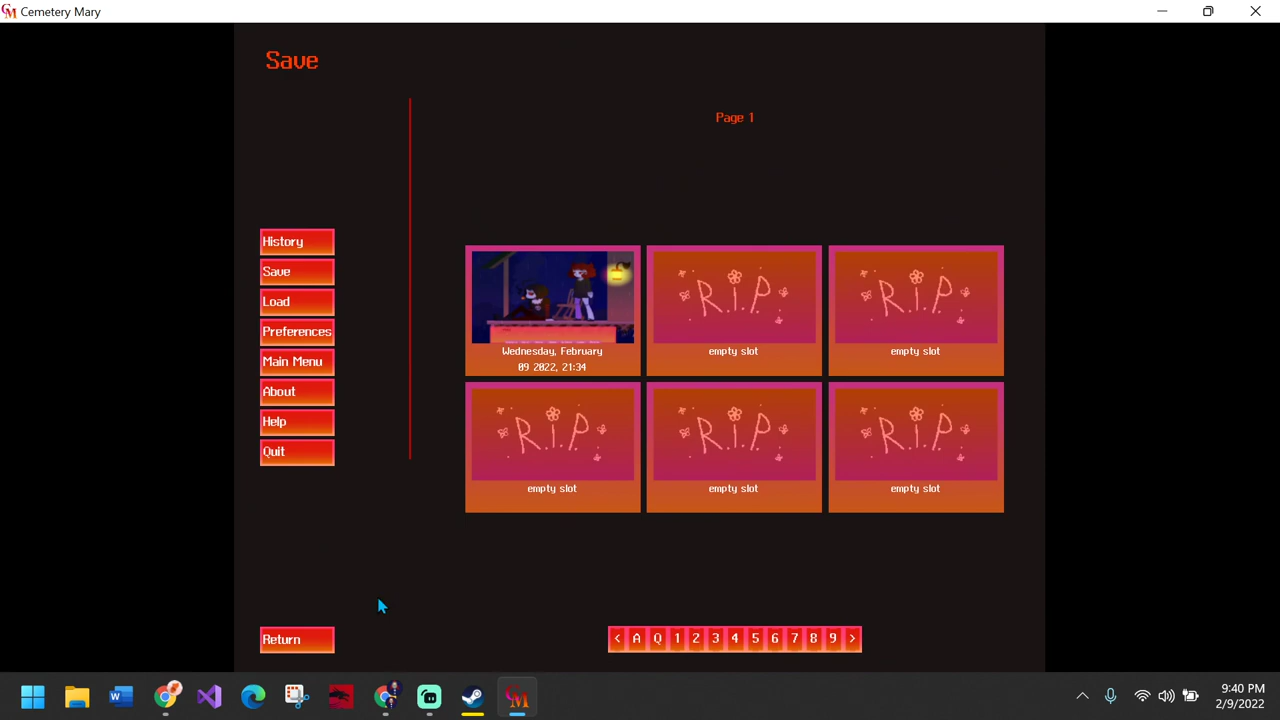 Cemetery Mary
Save
Page 1
History
Save
Load
Preferences
Main Menu
About
Help
Quit
Wednesday, February
09 2022, 21:34
R.I.P.
empty slot
R.I.P.
empty slot
R.I.P.
empty slot
R.I.P.
empty slot
R.I.P.
empty slot
Return
< A Q 1 2 3 4 5 6 7 8 9 >
9:40 PM
2/9/2022